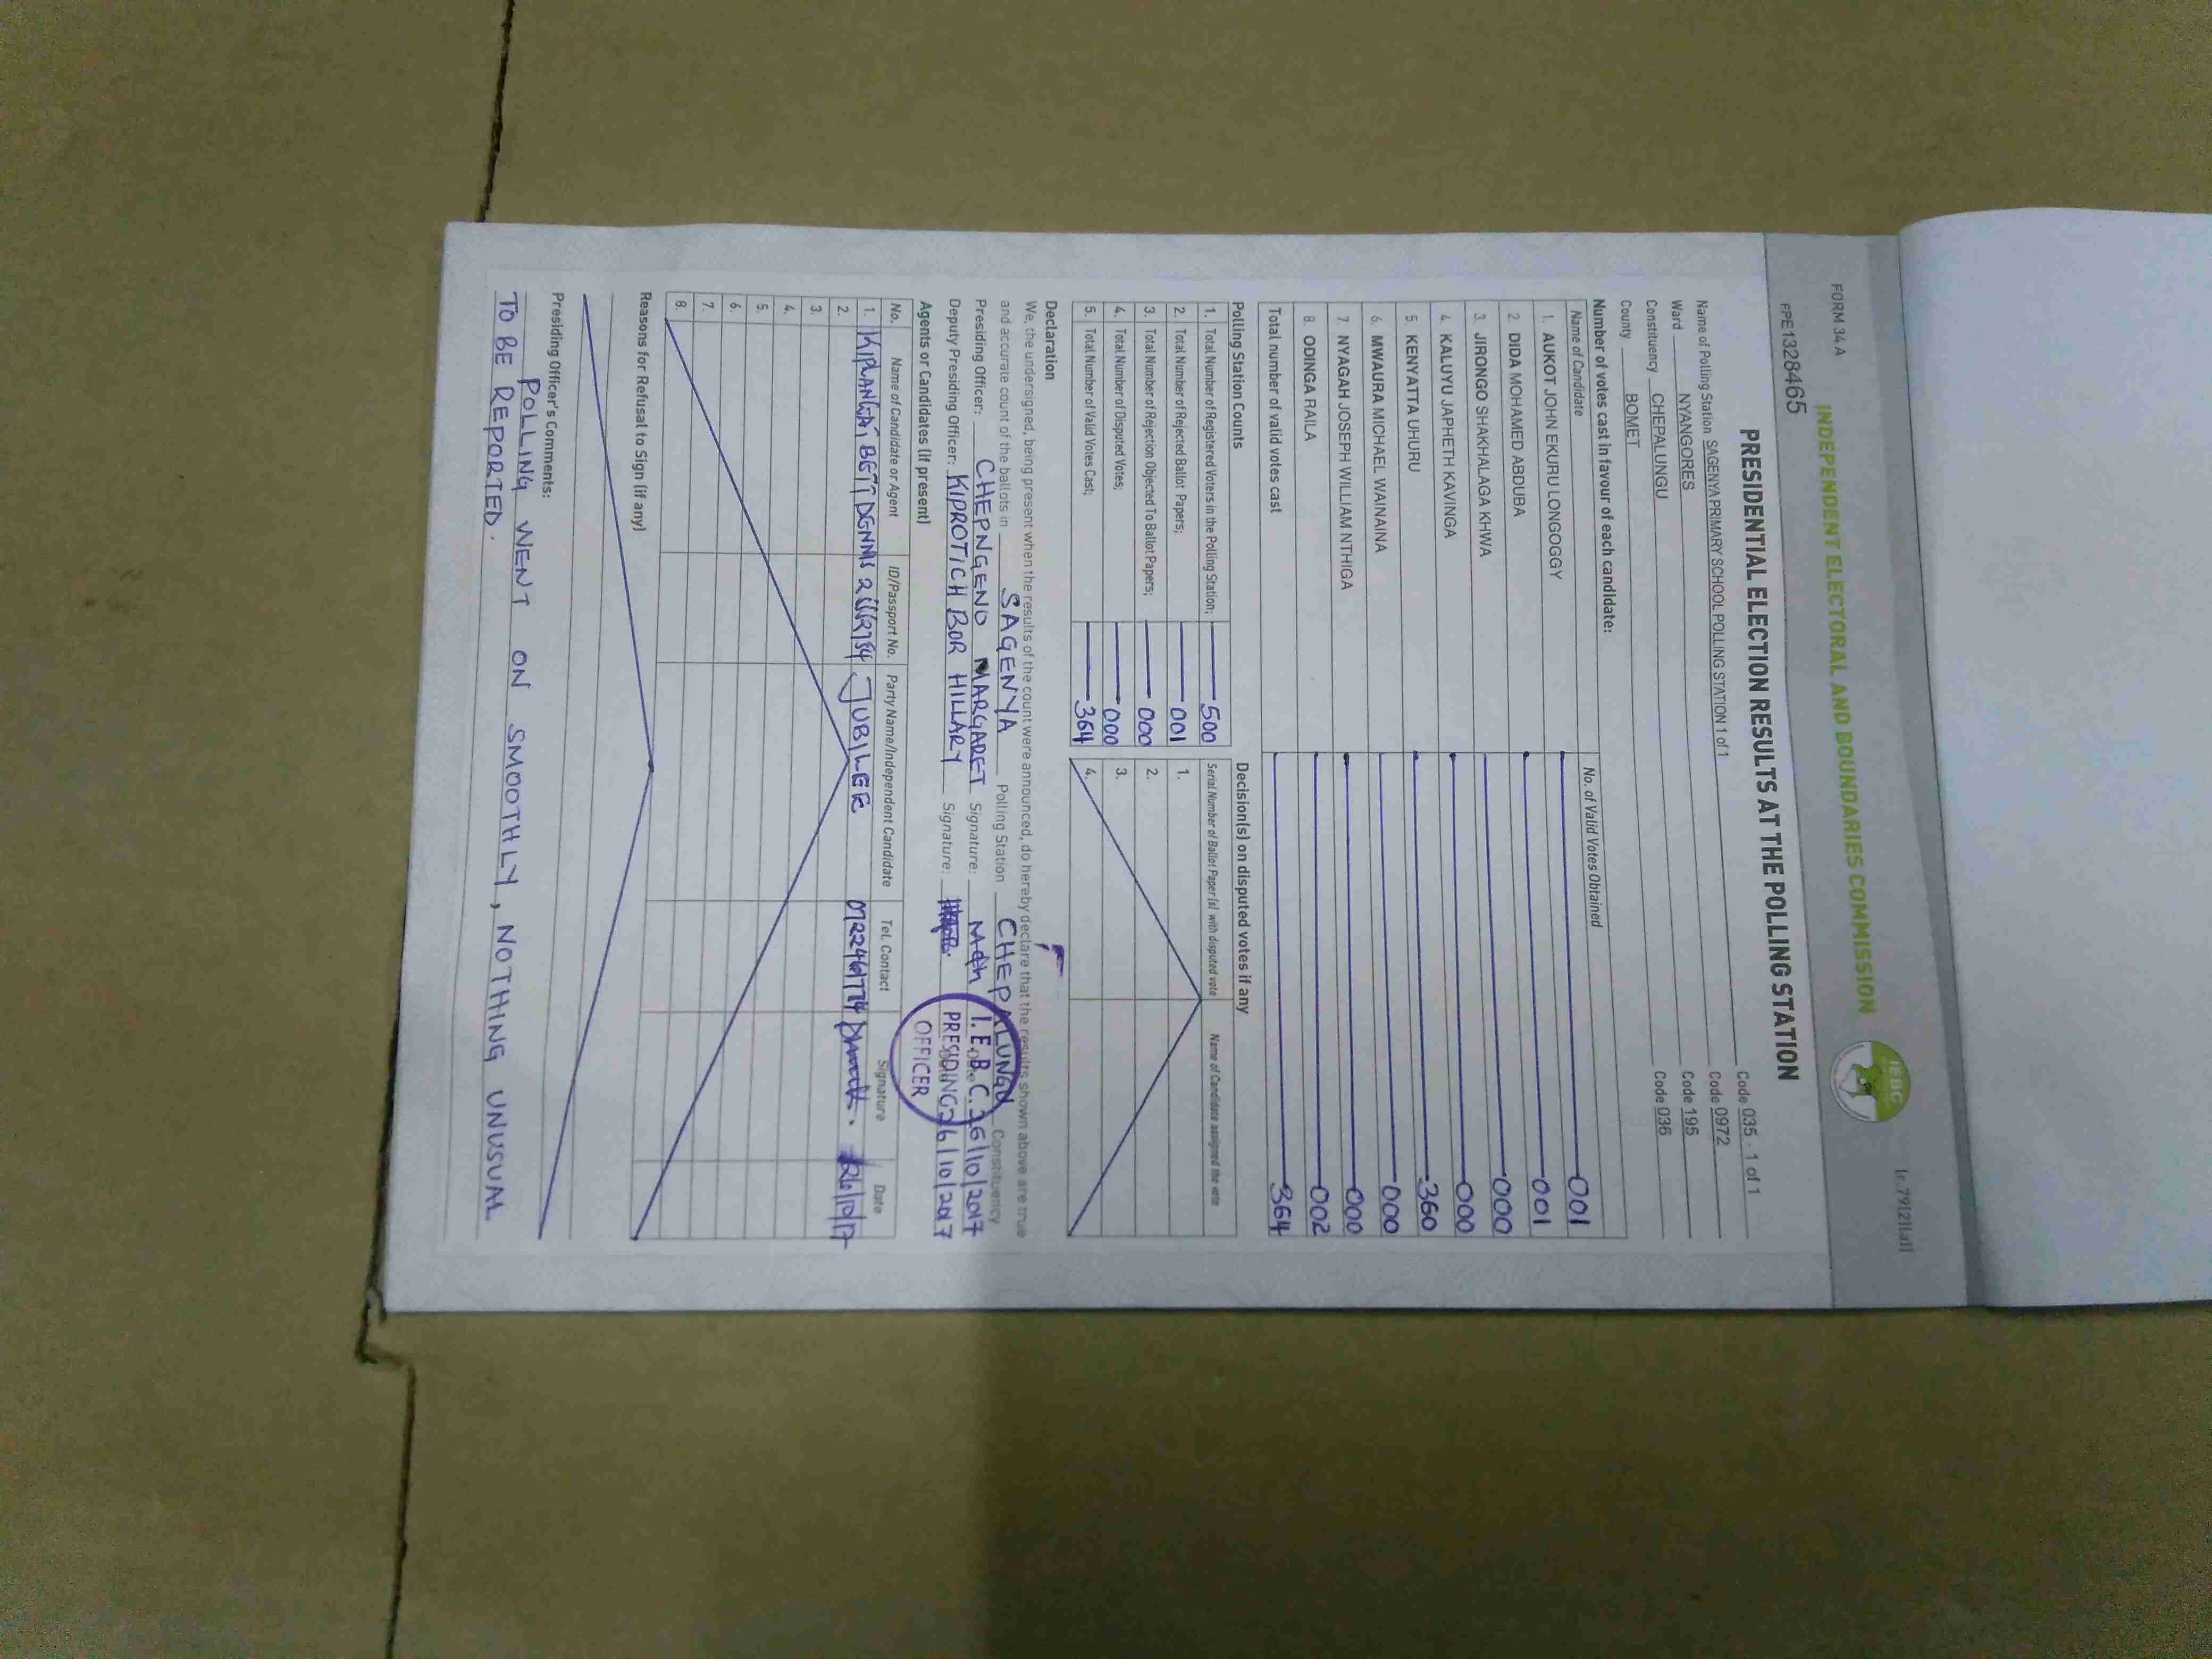 FORM 34 A
Ir.79(2)(a)]
INDEPENDENT ELECTORAL AND BOUNDARIES COMMISSION
IEBC
PPE1328465
PRESIDENTIAL ELECTION RESULTS AT THE POLLING STATION
Code 035 - 1 of 1
Name of Polling Station SAGENYA PRIMARY SCHOOL POLLING STATION 1 of 1 Code 0972
Ward NYANGORES Code 195
Constituency CHEPALUNGU Code 036
County BOMET
Number of votes cast in favour of each candidate:
Name of Candidate No. of Valid Votes Obtained
1. AUKOT JOHN EKURU LONGOGGY 001
2. DIDA MOHAMED ABDUBA 001
3. JIRONGO SHAKHALAGA KHWA 000
4. KALUYU JAPHETH KAVINGA 000
5. KENYATTA UHURU 360
6. MWAURA MICHAEL WAINAINA 000
7. NYAGAH JOSEPH WILLIAM NTHIGA 000
8. ODINGA RAILA 002
Total number of valid votes cast 364
Polling Station Counts Decision(s) on disputed votes if any
1. Total Number of Registered Voters in the Polling Station; 500 Serial Number of Ballot Paper (s) with disputed vote Name of Candidate assigned the vote
2. Total Number of Rejected Ballot Papers; 001 1.
3. Total Number of Rejection Objected To Ballot Papers; 000 2.
4. Total Number of Disputed Votes; 000 3.
5. Total Number of Valid Votes Cast; 364 4.
Declaration
We, the undersigned, being present when the results of the count were announced, do hereby declare that the results shown above are true
and accurate count of the ballots in SAGENYA Polling Station CHEPALUNGU Constituency
Presiding Officer: CHEPNGENO MARGARET Signature: Date 26/10/2017
Deputy Presiding Officer: KIPROTICH BOR HILLARY Signature: 26/10/2017
I.E.B.C.
PRESIDING
OFFICER
Agents or Candidates (if present)
No. Name of Candidate or Agent ID/Passport No. Party Name/Independent Candidate Tel. Contact Signature Date
1. BETT JUBILEE 26/10/17
2.
3.
4.
5.
6.
7.
8.
Reasons for Refusal to Sign (if any)
Presiding Officer's Comments:
POLLING WENT ON SMOOTHLY, NOTHING UNUSUAL
TO BE REPORTED.